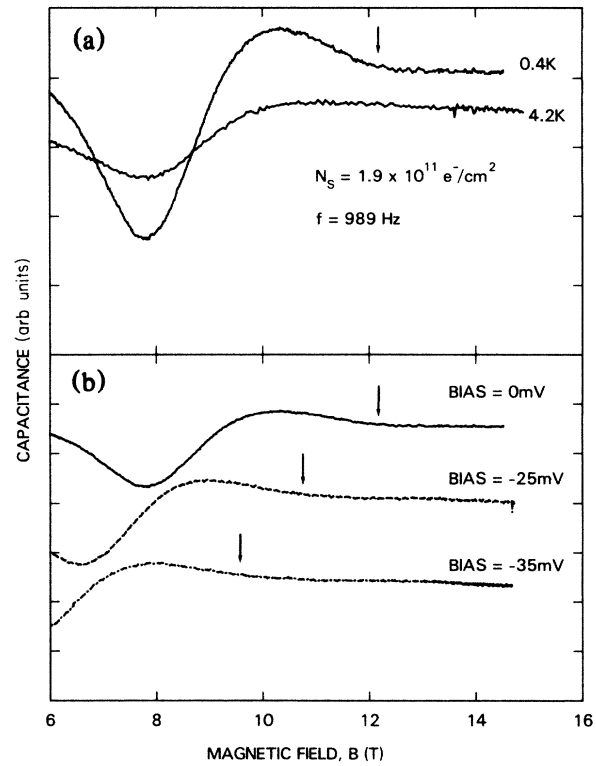 (a)
0.4K
4.2K
N_S = 1.9 x 10^11 e^-/cm^2
f = 989 Hz
CAPACITANCE (arb units)
(b)
BIAS = 0mV
BIAS = -25mV
BIAS = -35mV
6 8 10 12 14 16
MAGNETIC FIELD, B (T)